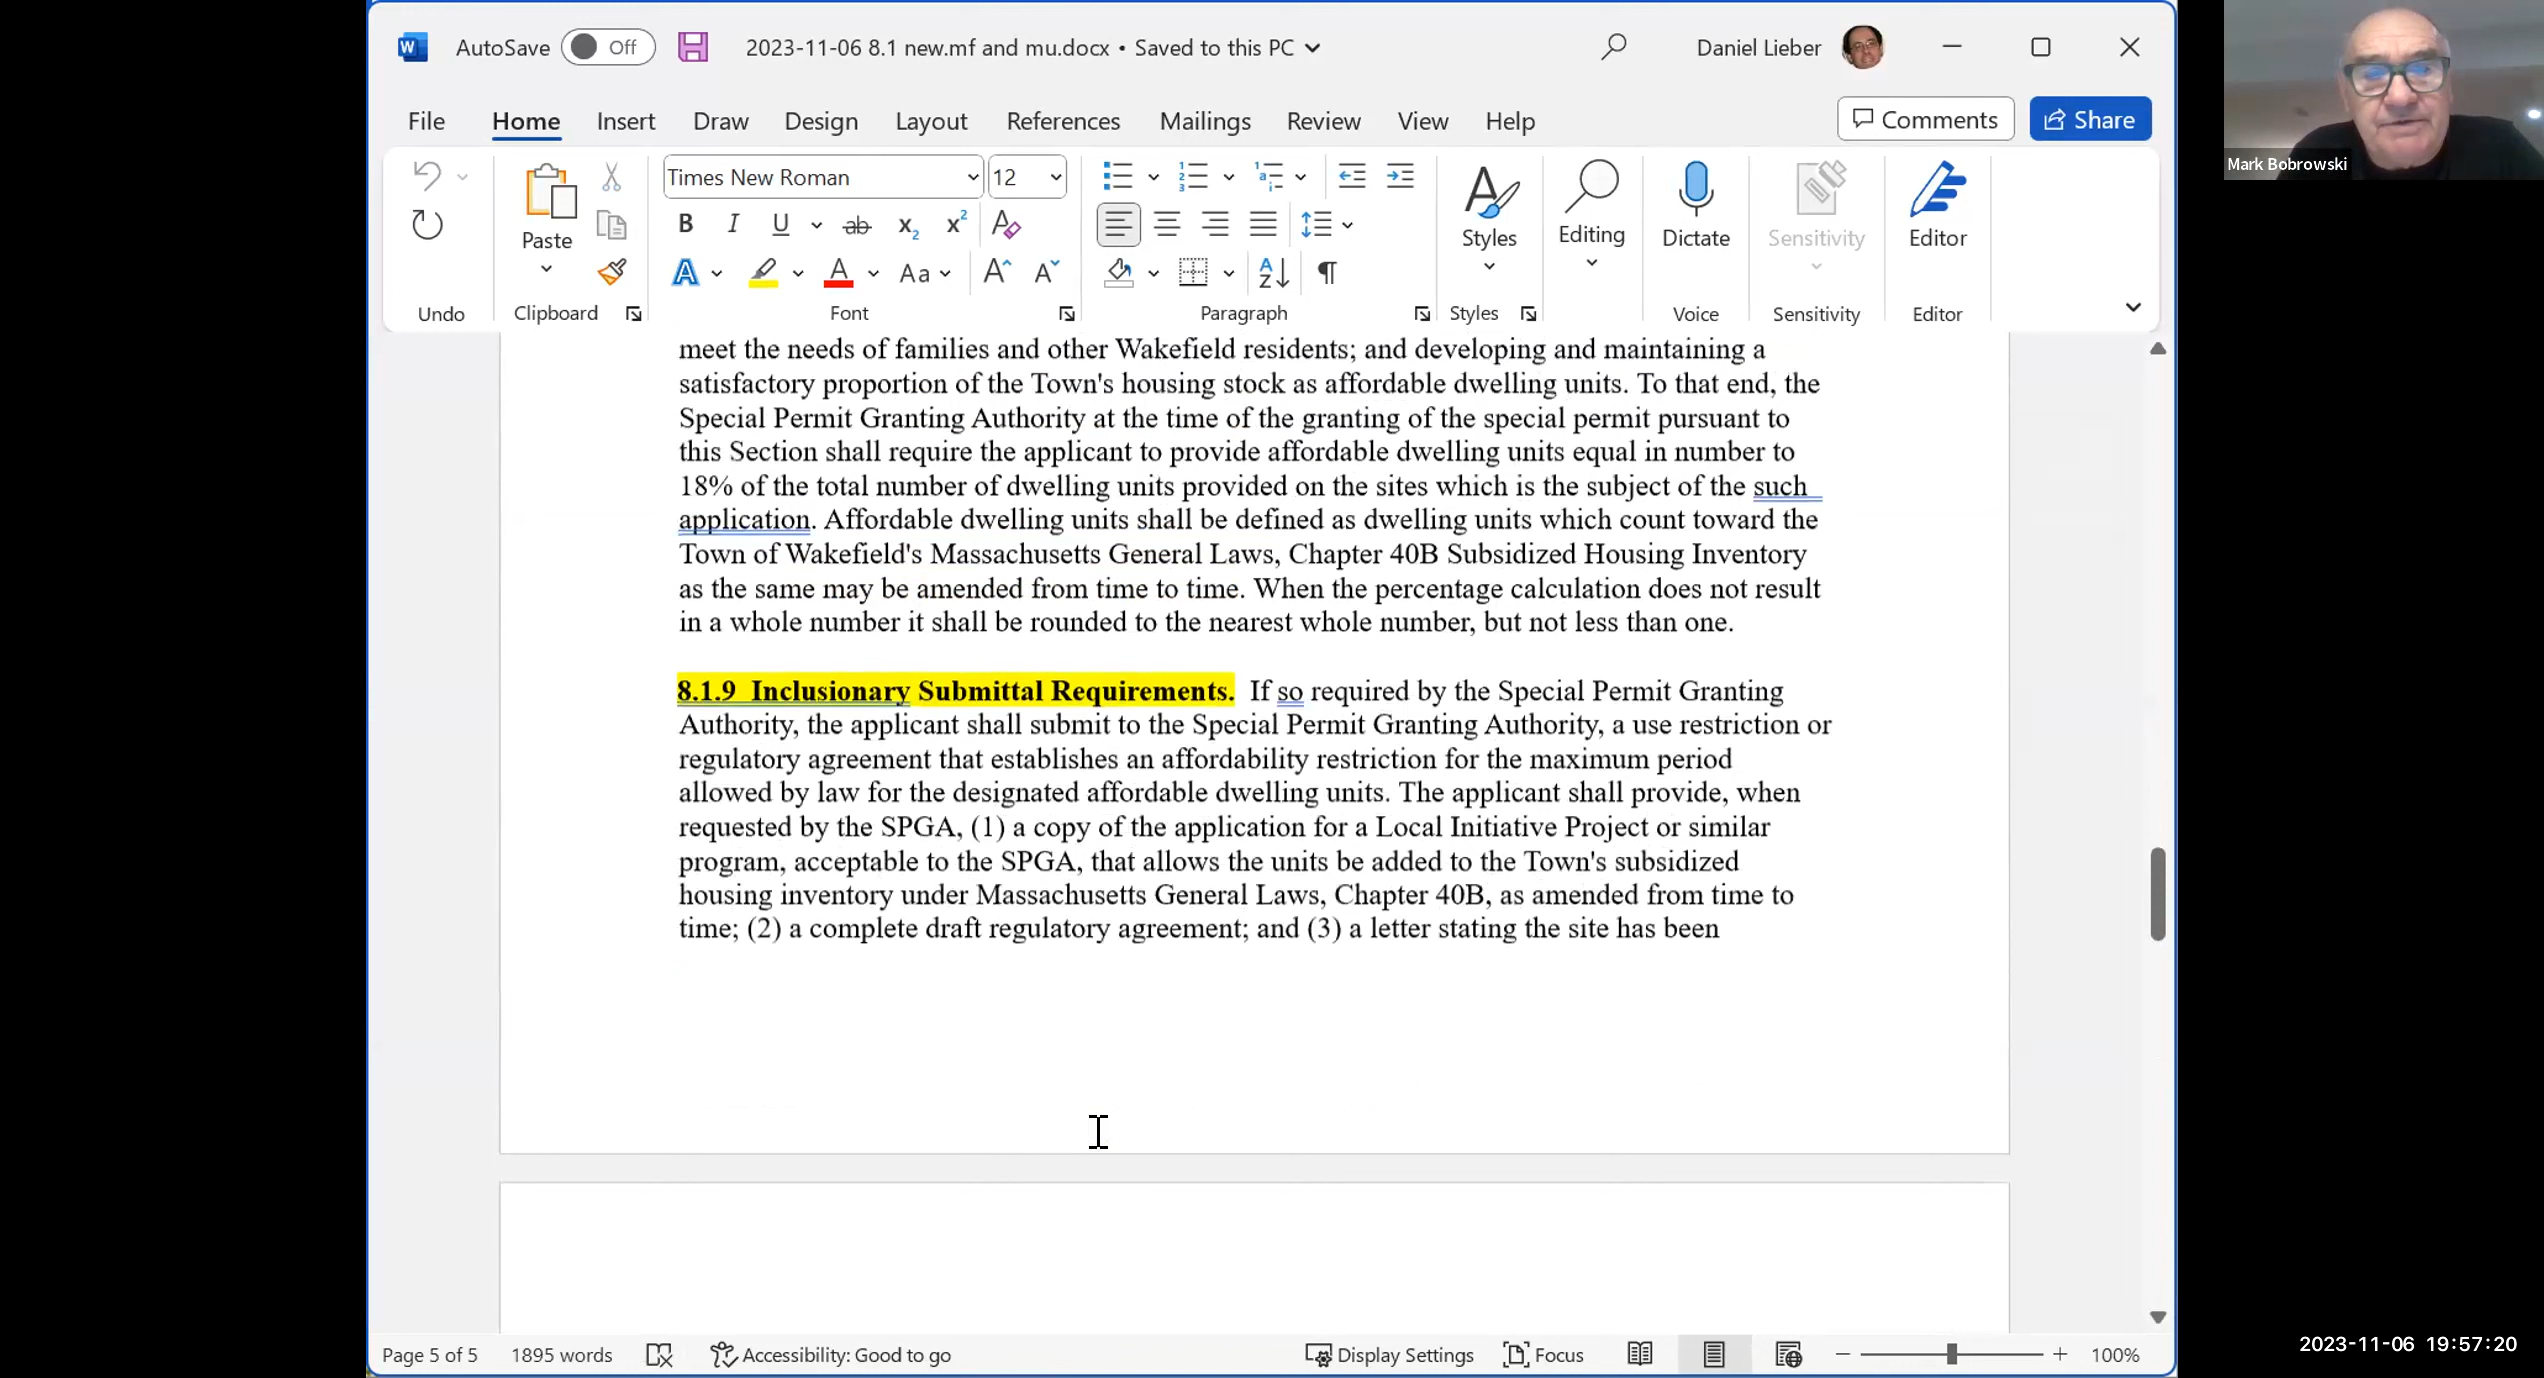 AutoSave Off 2023-11-06 8.1 new.mf and mu.docx • Saved to this PC Daniel Lieber
Mark Bobrowski
File Home Insert Draw Design Layout References Mailings Review View Help Comments Share
Times New Roman 12
Paste Styles Editing Dictate Sensitivity Editor
Undo Clipboard Font Paragraph Styles Voice Sensitivity Editor
meet the needs of families and other Wakefield residents; and developing and maintaining a
satisfactory proportion of the Town's housing stock as affordable dwelling units. To that end, the
Special Permit Granting Authority at the time of the granting of the special permit pursuant to
this Section shall require the applicant to provide affordable dwelling units equal in number to
18% of the total number of dwelling units provided on the sites which is the subject of the such
application. Affordable dwelling units shall be defined as dwelling units which count toward the
Town of Wakefield's Massachusetts General Laws, Chapter 40B Subsidized Housing Inventory
as the same may be amended from time to time. When the percentage calculation does not result
in a whole number it shall be rounded to the nearest whole number, but not less than one.
8.1.9 Inclusionary Submittal Requirements. If so required by the Special Permit Granting
Authority, the applicant shall submit to the Special Permit Granting Authority, a use restriction or
regulatory agreement that establishes an affordability restriction for the maximum period
allowed by law for the designated affordable dwelling units. The applicant shall provide, when
requested by the SPGA, (1) a copy of the application for a Local Initiative Project or similar
program, acceptable to the SPGA, that allows the units be added to the Town's subsidized
housing inventory under Massachusetts General Laws, Chapter 40B, as amended from time to
time; (2) a complete draft regulatory agreement; and (3) a letter stating the site has been
Page 5 of 5 1895 words Accessibility: Good to go Display Settings Focus 100%
2023-11-06 19:57:20